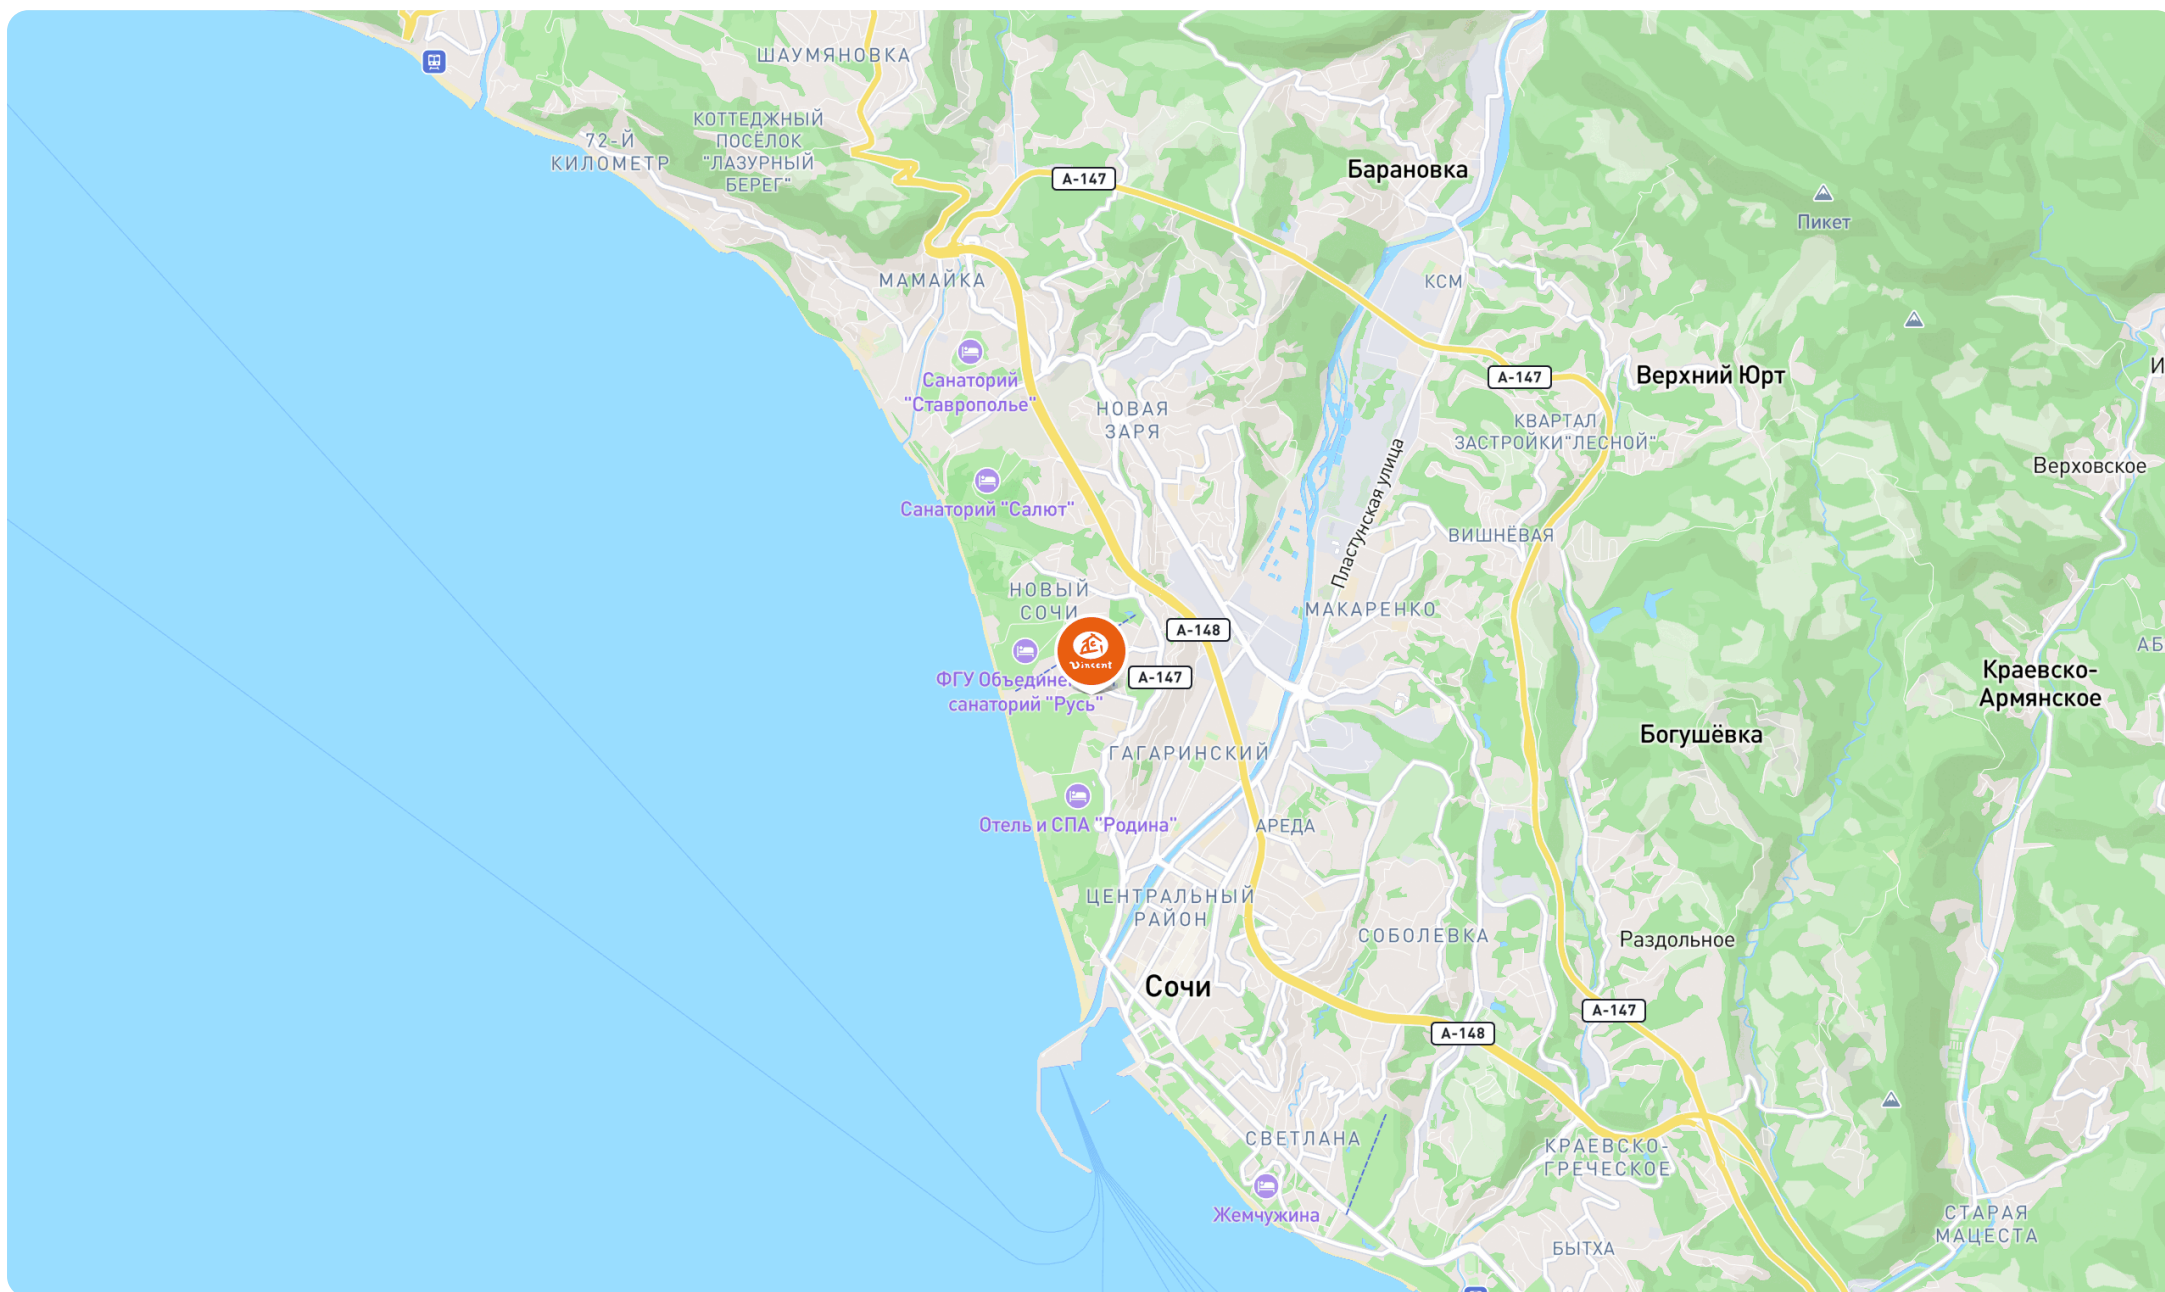 ШАУМЯНОВКА
КОТТЕДЖНЫЙ
ПОСЁЛОК
"ЛАЗУРНЫЙ
БЕРЕГ"
72-Й
КИЛОМЕТР
А-147
Барановка
Пикет
МАМАЙКА
КСМ
Санаторий
"Ставрополье"
НОВАЯ
ЗАРЯ
А-147
Верхний Юрт
КВАРТАЛ
ЗАСТРОЙКИ"ЛЕСНОЙ"
Верховское
Санаторий "Салют"
Пластунская улица
ВИШНЁВАЯ
НОВЫЙ
СОЧИ
МАКАРЕНКО
А-148
Vincent
А-147
ФГУ Объедине
санаторий "Русь"
Краевско-
Армянское
АБ
Богушёвка
ГАГАРИНСКИЙ
Отель и СПА "Родина"
АРЕДА
ЦЕНТРАЛЬНЫЙ
РАЙОН
СОБОЛЕВКА
Раздольное
Сочи
А-147
А-148
СВЕТЛАНА
КРАЕВСКО-
ГРЕЧЕСКОЕ
Жемчужина
БЫТХА
СТАРАЯ
МАЦЕСТА